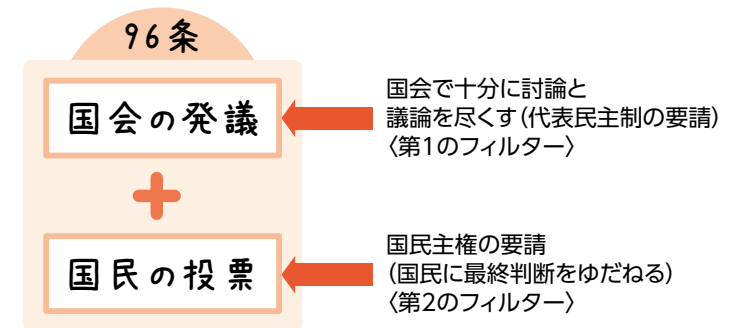 96条
国会の発議
国会で十分に討論と
議論を尽くす(代表民主制の要請)
〈第1のフィルター〉
+
国民の投票
国民主権の要請
(国民に最終判断をゆだねる)
〈第2のフィルター〉